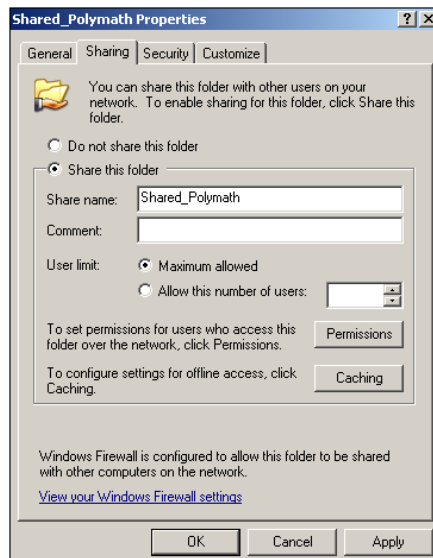 Shared_Polymath Properties
General
Sharing
Security
Customize
You can share this folder with other users on your
network. To enable sharing for this folder, click Share this
folder.
Do not share this folder
Share this folder
Share name:
Shared_Polymath
Comment:
User limit:
Maximum allowed
Allow this number of users:
To set permissions for users who access this
folder over the network, click Permissions.
Permissions
To configure settings for offline access, click
Caching.
Caching
Windows Firewall is configured to allow this folder to be shared
with other computers on the network.
View your Windows Firewall settings
OK
Cancel
Apply